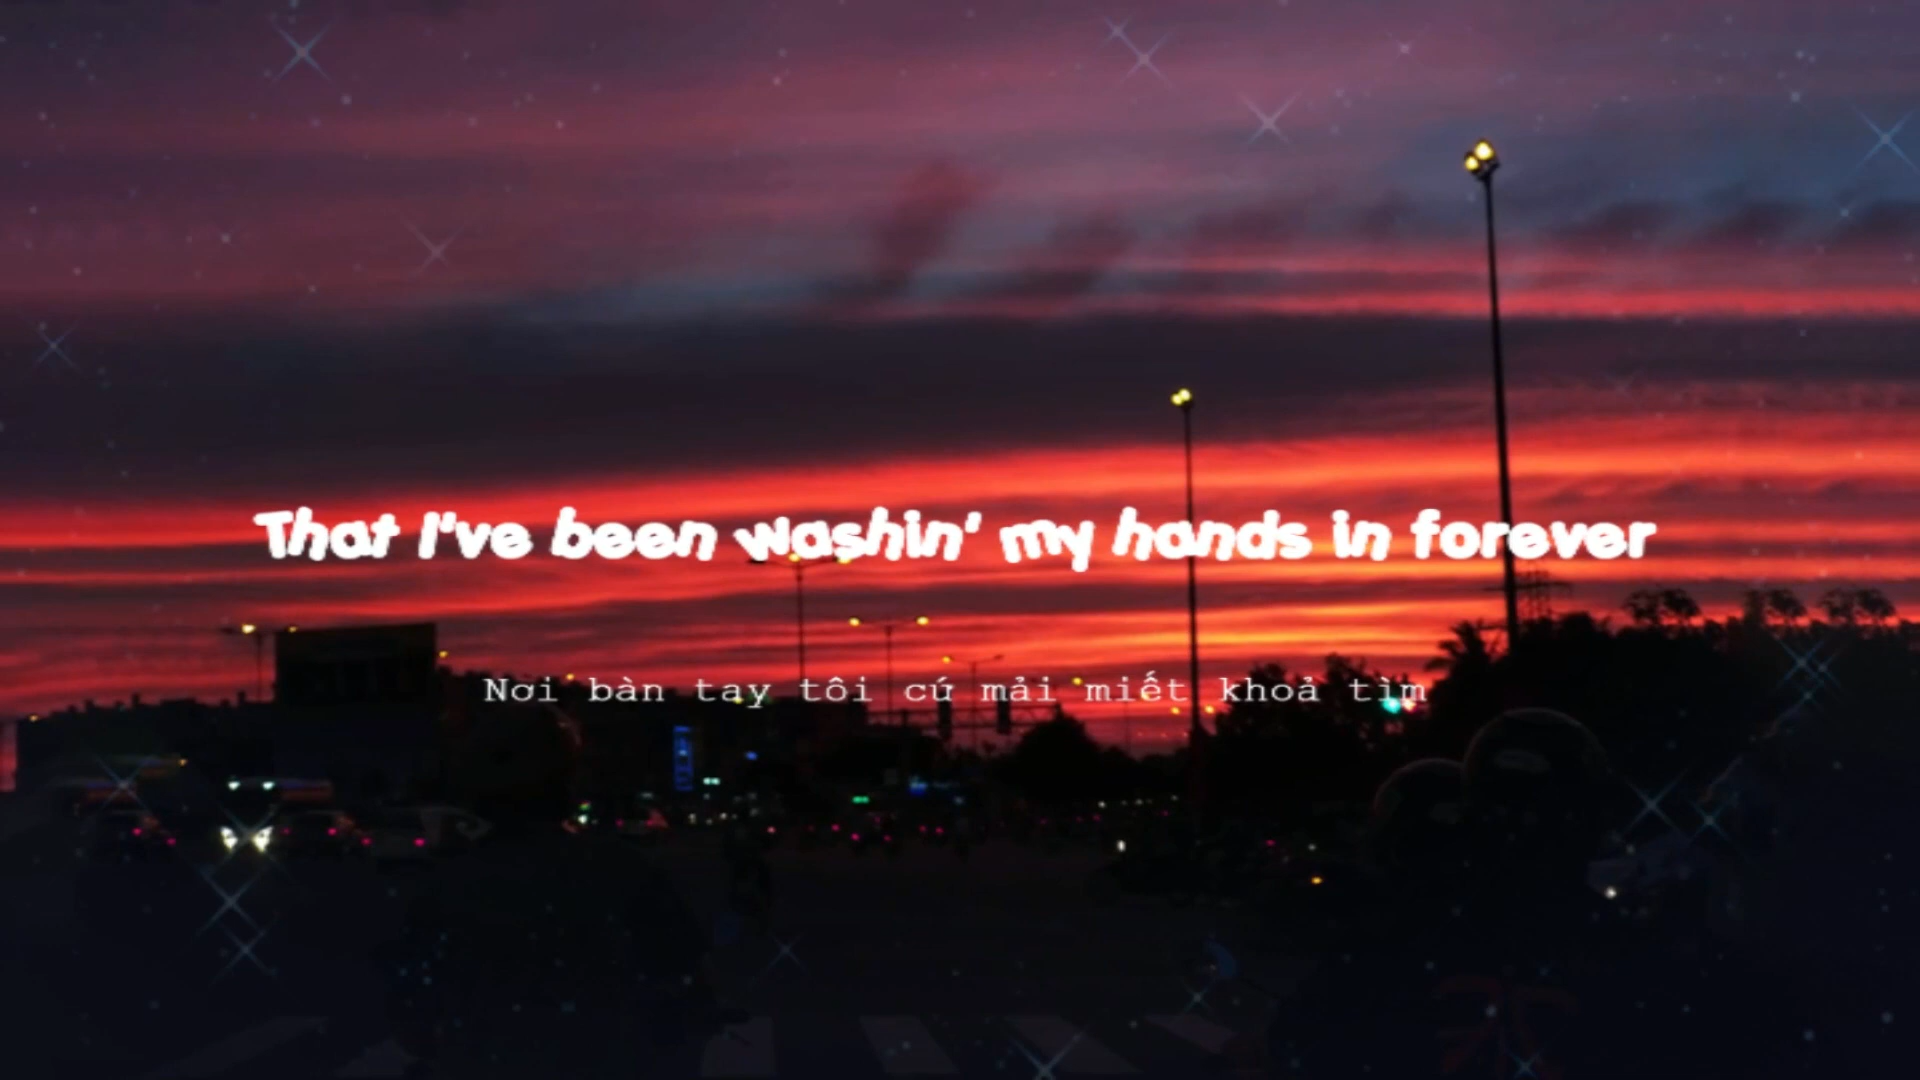 That I've been washin' my hands in forever
Nơi bàn tay tôi cứ mải miết khoả tìm